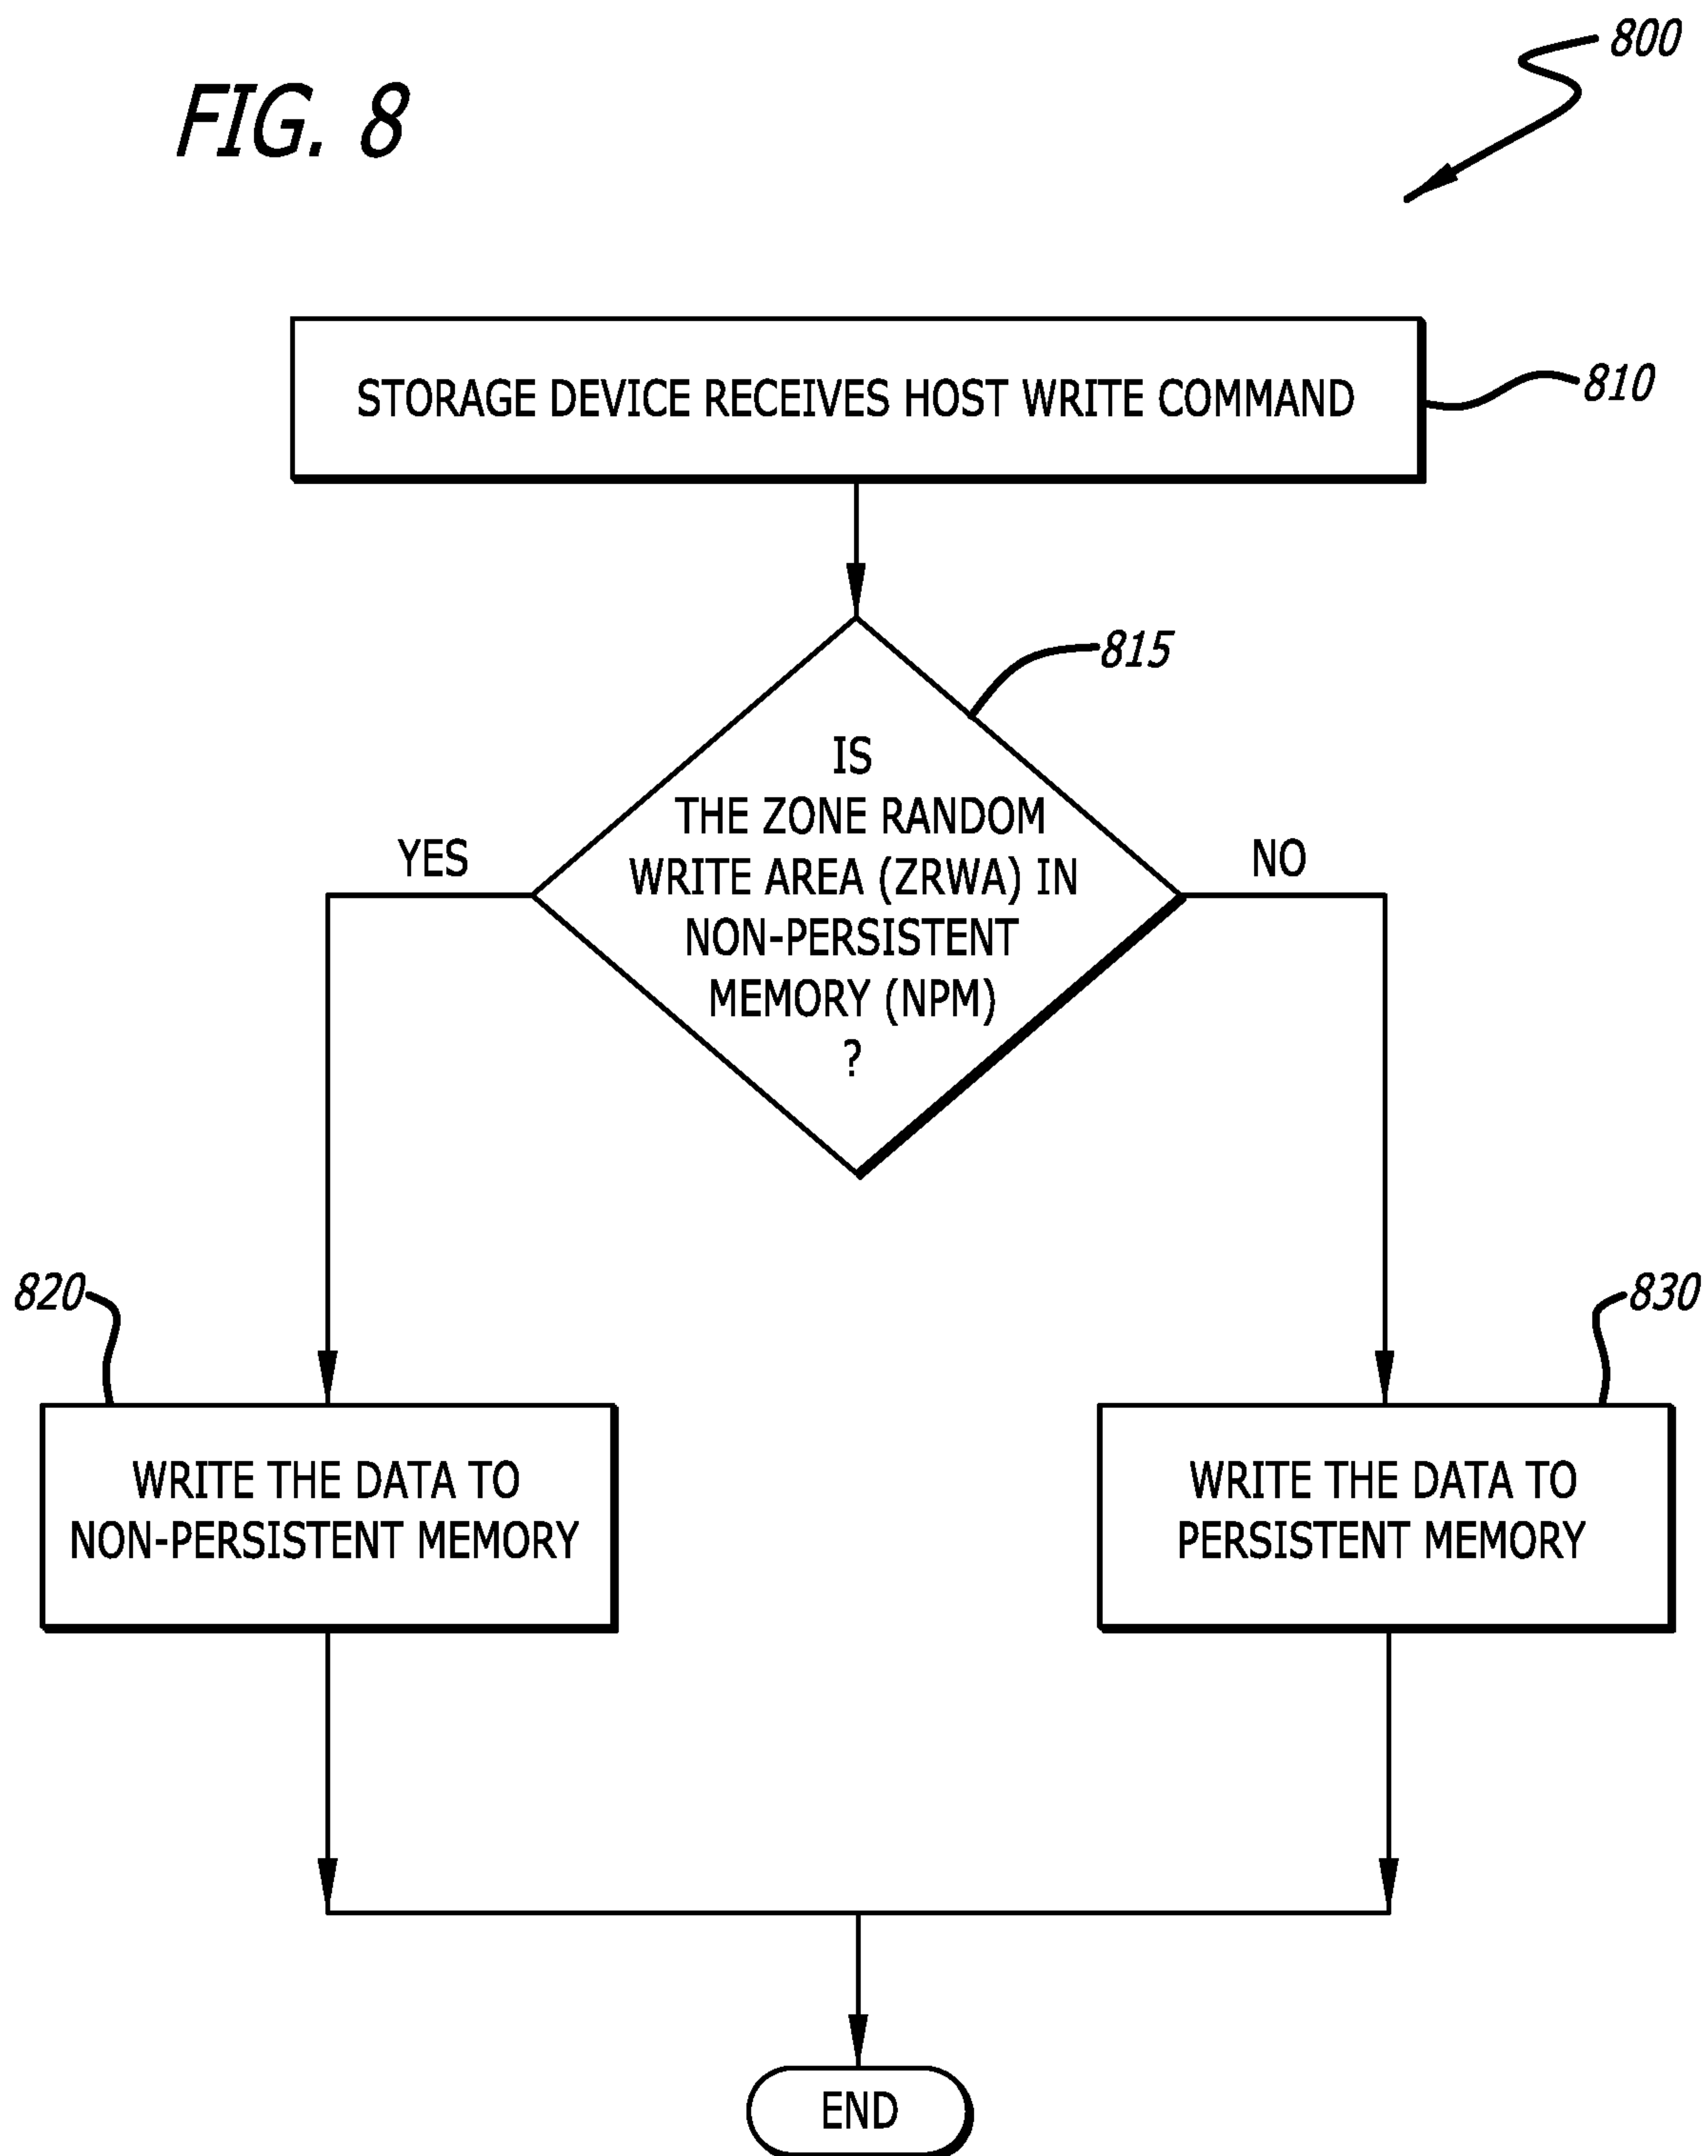 FIG. 8
800
STORAGE DEVICE RECEIVES HOST WRITE COMMAND
810
815
IS
THE ZONE RANDOM
WRITE AREA (ZRWA) IN
NON-PERSISTENT
MEMORY (NPM)
?
YES
NO
820
830
WRITE THE DATA TO
NON-PERSISTENT MEMORY
WRITE THE DATA TO
PERSISTENT MEMORY
END